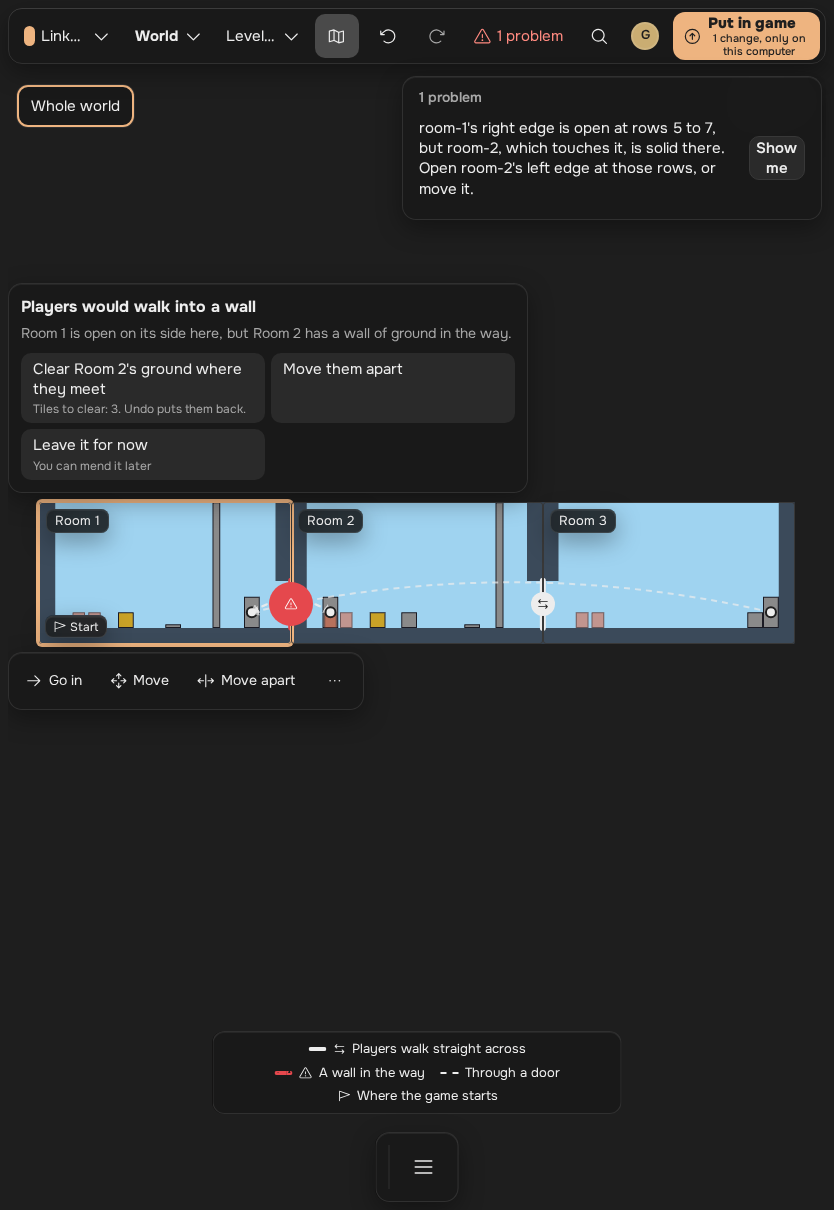 Link...
World
Level...
1 problem
G
Put in game
1 change, only on
this computer
Whole world
1 problem
room-1's right edge is open at rows 5 to 7,
but room-2, which touches it, is solid there.
Open room-2's left edge at those rows, or
move it.
Show
me
Players would walk into a wall
Room 1 is open on its side here, but Room 2 has a wall of ground in the way.
Clear Room 2's ground where
they meet
Tiles to clear: 3. Undo puts them back.
Move them apart
Leave it for now
You can mend it later
Room 1
Room 2
Room 3
Start
Go in
Move
Move apart
...
Players walk straight across
A wall in the way
Through a door
Where the game starts